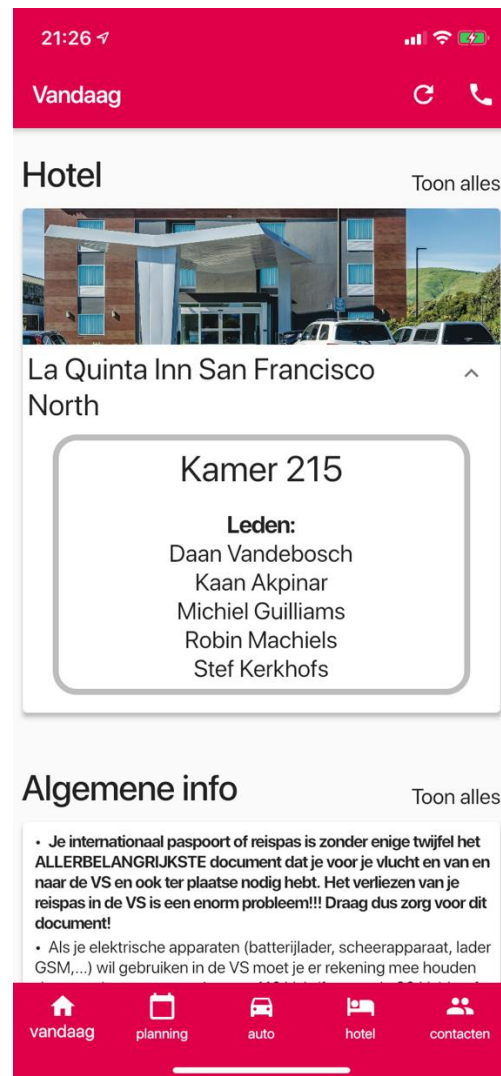 21:26
Vandaag
Hotel
Toon alles
La Quinta Inn San Francisco
North
Kamer 215
Leden:
Daan Vandebosch
Kaan Akpinar
Michiel Guilliams
Robin Machiels
Stef Kerkhofs
Algemene info
Toon alles
• Je internationaal paspoort of reispas is zonder enige twijfel het
ALLERBELANGRIJKSTE document dat je voor je vlucht en van en
naar de VS en ook ter plaatse nodig hebt. Het verliezen van je
reispas in de VS is een enorm probleem!!! Draag dus zorg voor dit
document!
• Als je elektrische apparaten (batterijlader, scheerapparaat, lader
GSM,...) wil gebruiken in de VS moet je er rekening mee houden
vandaag
planning
auto
hotel
contacten